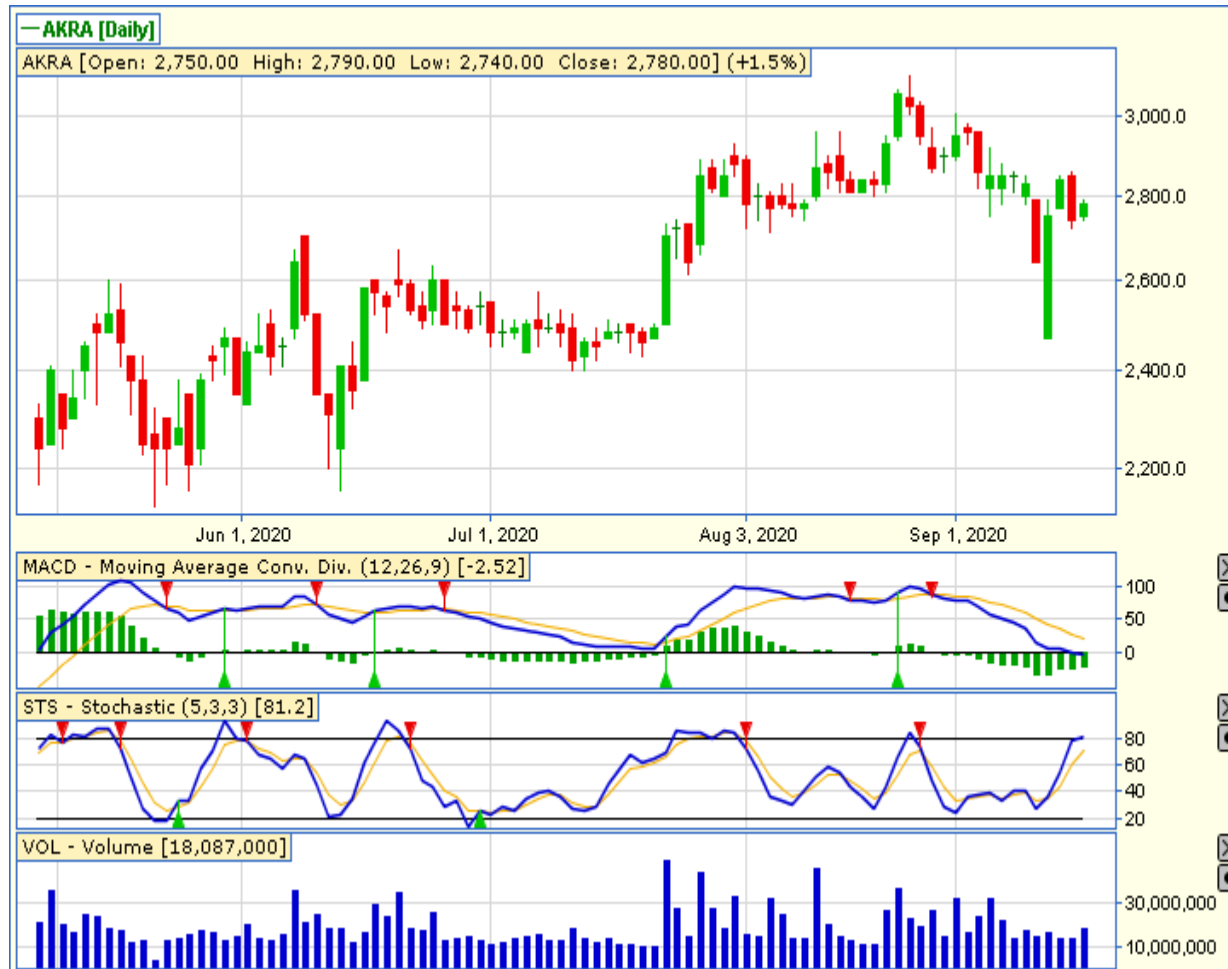 AKRA [Daily]
AKRA [Open: 2,750.00 High: 2,790.00 Low: 2,740.00 Close: 2,780.00] (+1.5%)
3,000.0
2,800.0
2,600.0
2,400.0
2,200.0
Jun 1, 2020 Jul 1, 2020 Aug 3, 2020 Sep 1, 2020
MACD - Moving Average Conv. Div. (12,26,9) [-2.52]
100
50
0
STS - Stochastic (5,3,3) [81.2]
80
60
40
20
VOL - Volume [18,087,000]
30,000,000
10,000,000